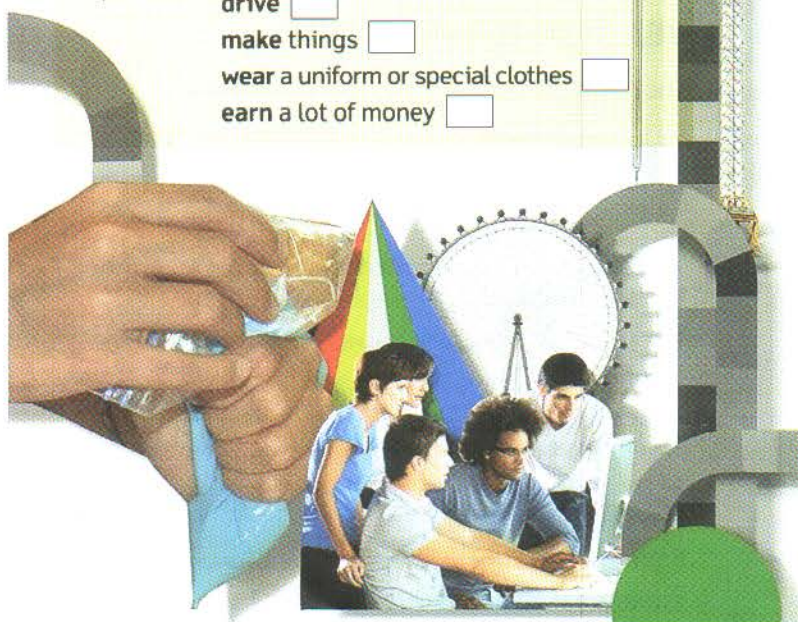 drive
make things
wear a uniform or special clothes
earn a lot of money